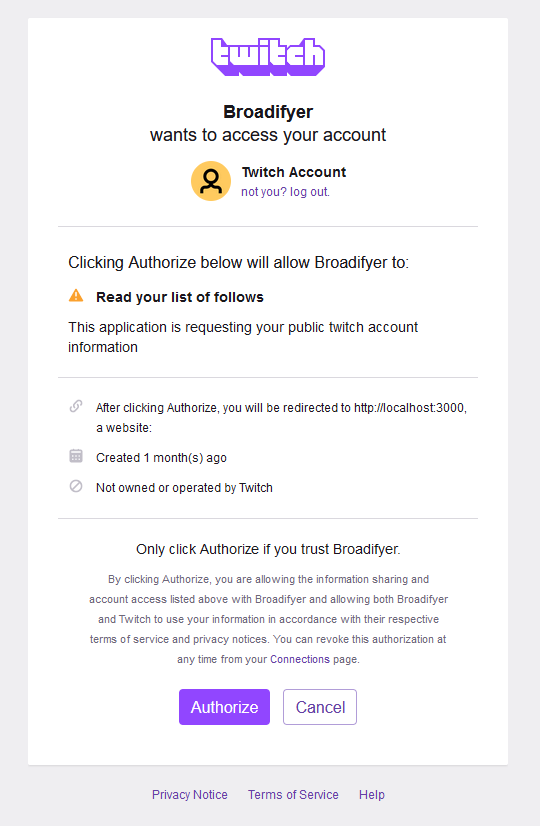 twitch
Broadifyer
wants to access your account
Twitch Account
not you? log out.
Clicking Authorize below will allow Broadifyer to:
Read your list of follows
This application is requesting your public twitch account
information
After clicking Authorize, you will be redirected to http://localhost:3000,
a website:
Created 1 month(s) ago
Not owned or operated by Twitch
Only click Authorize if you trust Broadifyer.
By clicking Authorize, you are allowing the information sharing and
account access listed above with Broadifyer and allowing both Broadifyer
and Twitch to use your information in accordance with their respective
terms of service and privacy notices. You can revoke this authorization at
any time from your Connections page.
Authorize Cancel
Privacy Notice Terms of Service Help